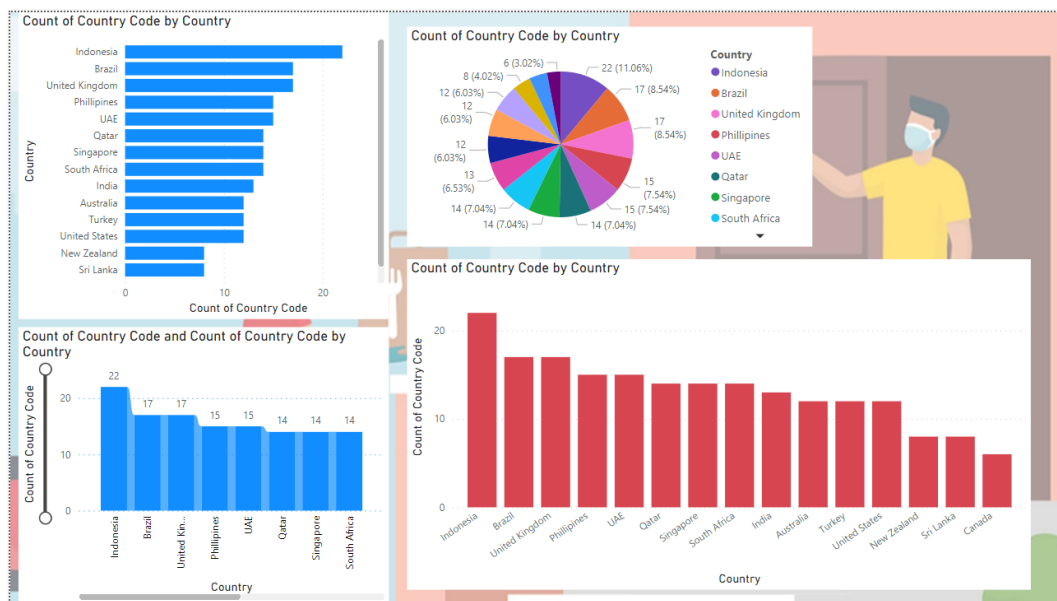 Count of Country Code by Country
Country
Indonesia
Brazil
United Kingdom
Phillipines
UAE
Qatar
Singapore
South Africa
India
Australia
Turkey
United States
New Zealand
Sri Lanka
0 10 20
Count of Country Code
Count of Country Code by Country
22 (11.06%)
17 (8.54%)
17
(8.54%)
15
(7.54%)
15 (7.54%)
14 (7.04%)
14 (7.04%)
14 (7.04%)
13
(6.53%)
12
(6.03%)
12
(6.03%)
12 (6.03%)
8 (4.02%)
6 (3.02%)
Country
Indonesia
Brazil
United Kingdom
Phillipines
UAE
Qatar
Singapore
South Africa
Count of Country Code and Count of Country Code by
Country
Count of Country Code
20
10
0
22 17 17 15 15 14 14 14
Indonesia
Brazil
United Kin...
Phillipines
UAE
Qatar
Singapore
South Africa
Country
Count of Country Code by Country
Count of Country Code
20
10
0
Indonesia
Brazil
United Kingdom
Phillipines
UAE
Qatar
Singapore
South Africa
India
Australia
Turkey
United States
New Zealand
Sri Lanka
Canada
Country